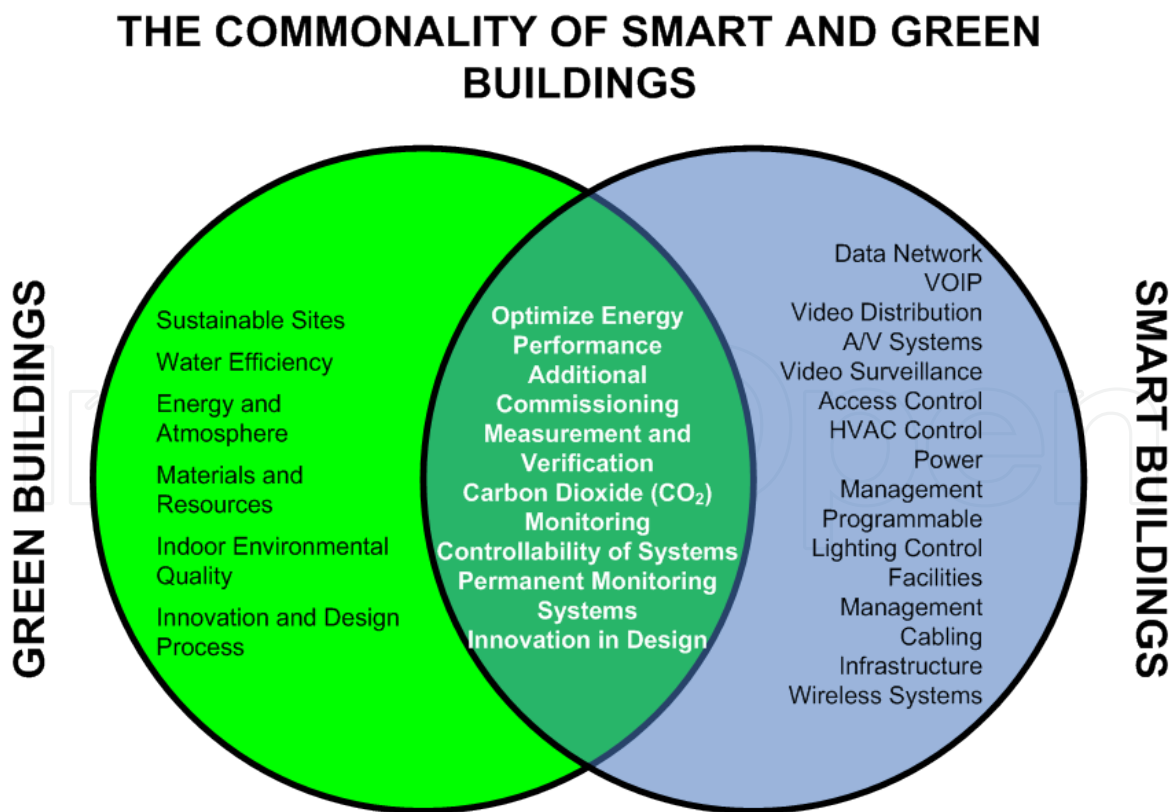 THE COMMONALITY OF SMART AND GREEN
BUILDINGS
GREEN BUILDINGS
Sustainable Sites
Water Efficiency
Energy and
Atmosphere
Materials and
Resources
Indoor Environmental
Quality
Innovation and Design
Process
Optimize Energy
Performance
Additional
Commissioning
Measurement and
Verification
Carbon Dioxide (CO₂)
Monitoring
Controllability of Systems
Permanent Monitoring
Systems
Innovation in Design
Data Network
VOIP
Video Distribution
A/V Systems
Video Surveillance
Access Control
HVAC Control
Power
Management
Programmable
Lighting Control
Facilities
Management
Cabling
Infrastructure
Wireless Systems
SMART BUILDINGS